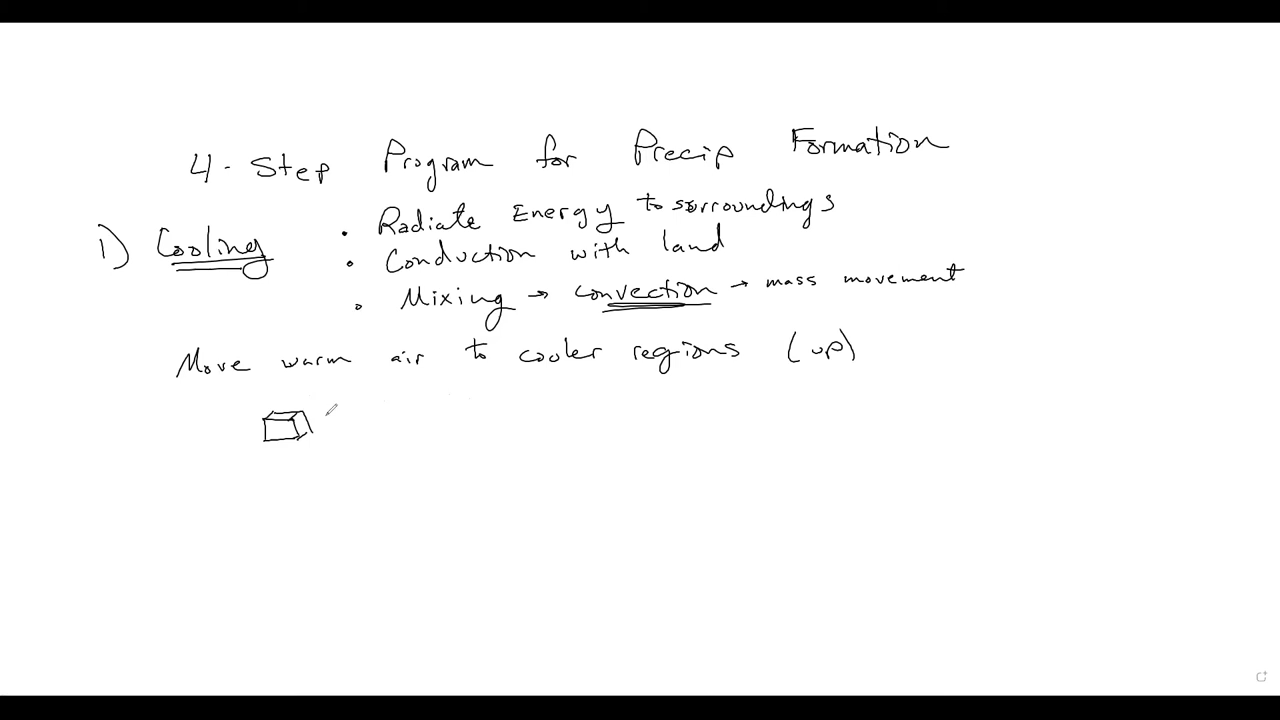 4-Step Program for Precip Formation
1) Cooling
• Radiate Energy to surroundings
• Conduction with land
• Mixing → convection → mass movement
Move warm air to cooler regions (up)